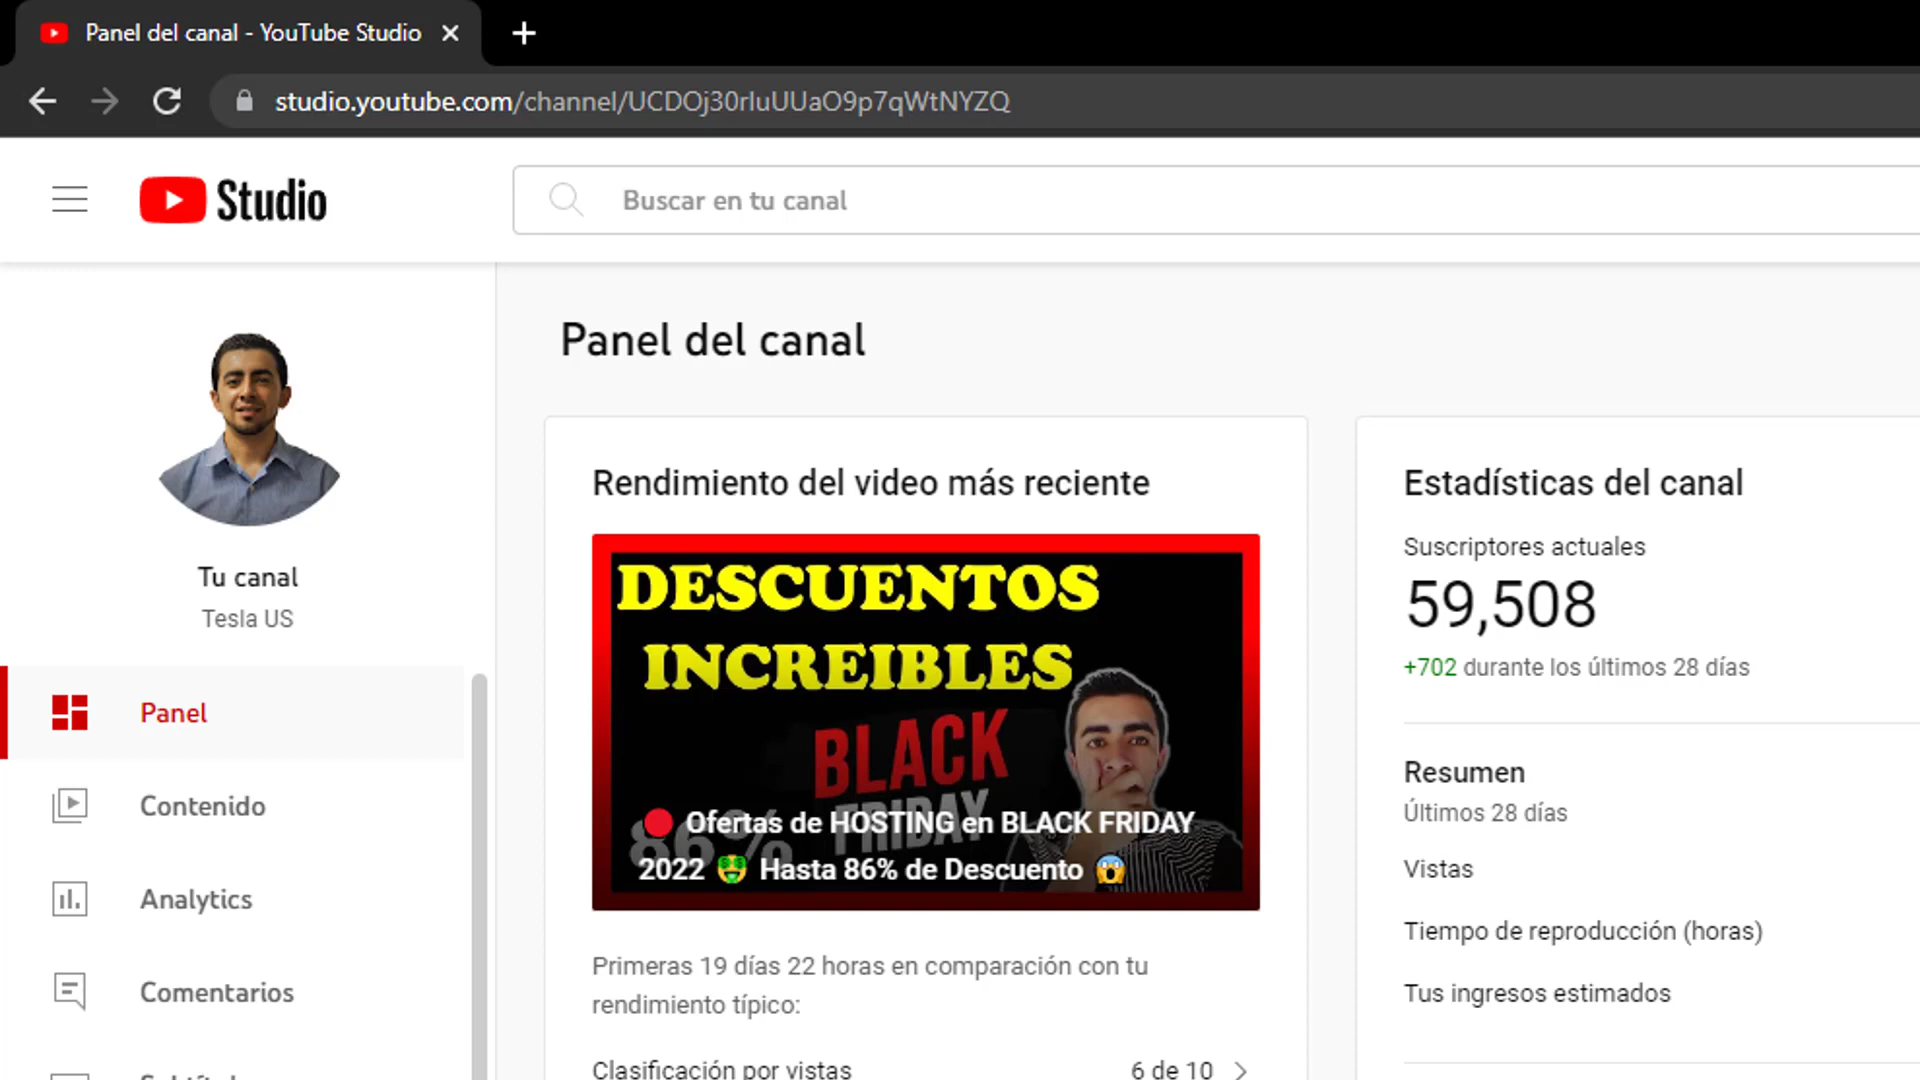 Panel del canal - YouTube Studio
studio.youtube.com/channel/UCDOj30rIuUUaO9p7qWtNYZQ
Studio
Buscar en tu canal
Tu canal
Tesla US
Panel
Contenido
Analytics
Comentarios
Panel del canal
Rendimiento del video más reciente
DESCUENTOS
INCREIBLES
BLACK
FRIDAY
86%
🔴 Ofertas de HOSTING en BLACK FRIDAY
2022 🤑 Hasta 86% de Descuento 😱
Primeras 19 días 22 horas en comparación con tu
rendimiento típico:
Clasificación por vistas 6 de 10
Estadísticas del canal
Suscriptores actuales
59,508
+702 durante los últimos 28 días
Resumen
Últimos 28 días
Vistas
Tiempo de reproducción (horas)
Tus ingresos estimados